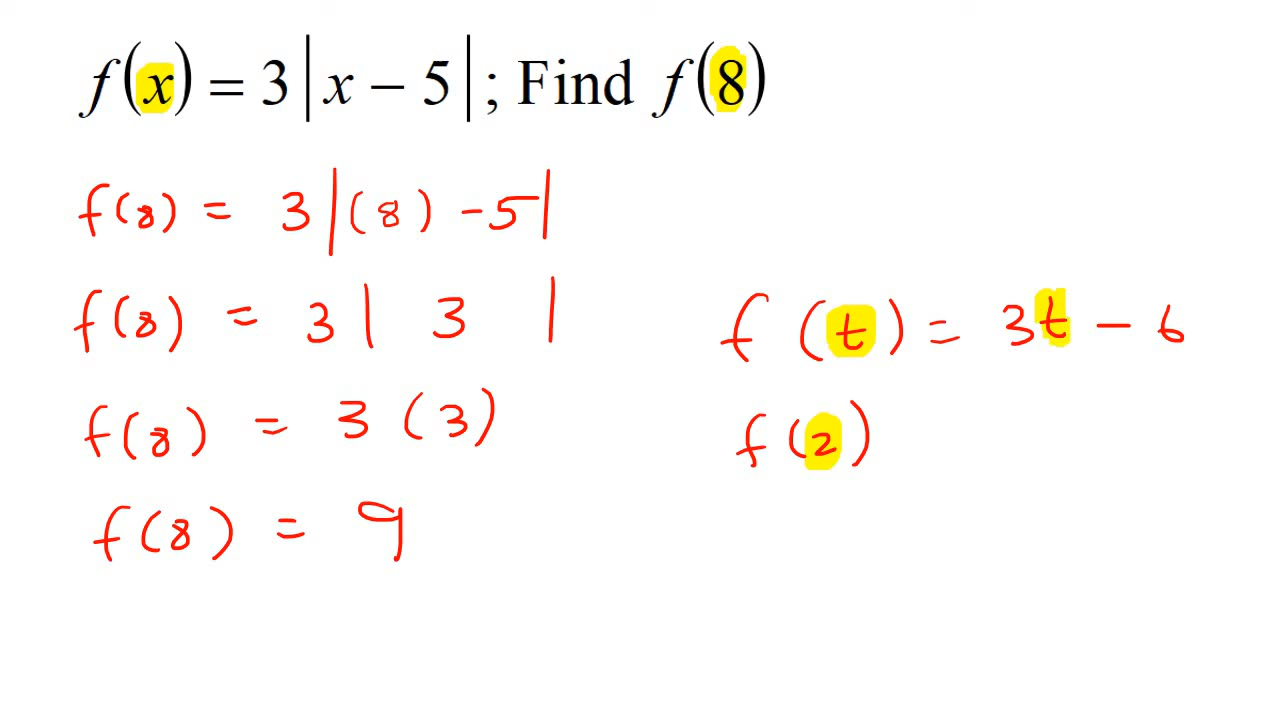 f(x) = 3|x − 5|; Find f(8)
f(8) = 3|(8) - 5|
f(8) = 3| 3 |
f(8) = 3 (3)
f(8) = 9
f (t) = 3t - 6
f (2)